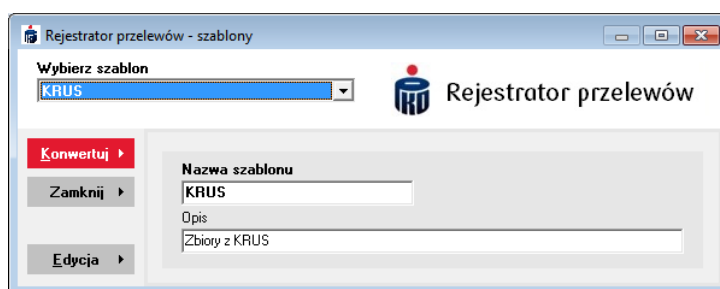 Rejestrator przelewów - szablony
Wybierz szablon
KRUS
Rejestrator przelewów
Konwertuj
Zamknij
Edycja
Nazwa szablonu
KRUS
Opis
Zbiory z KRUS